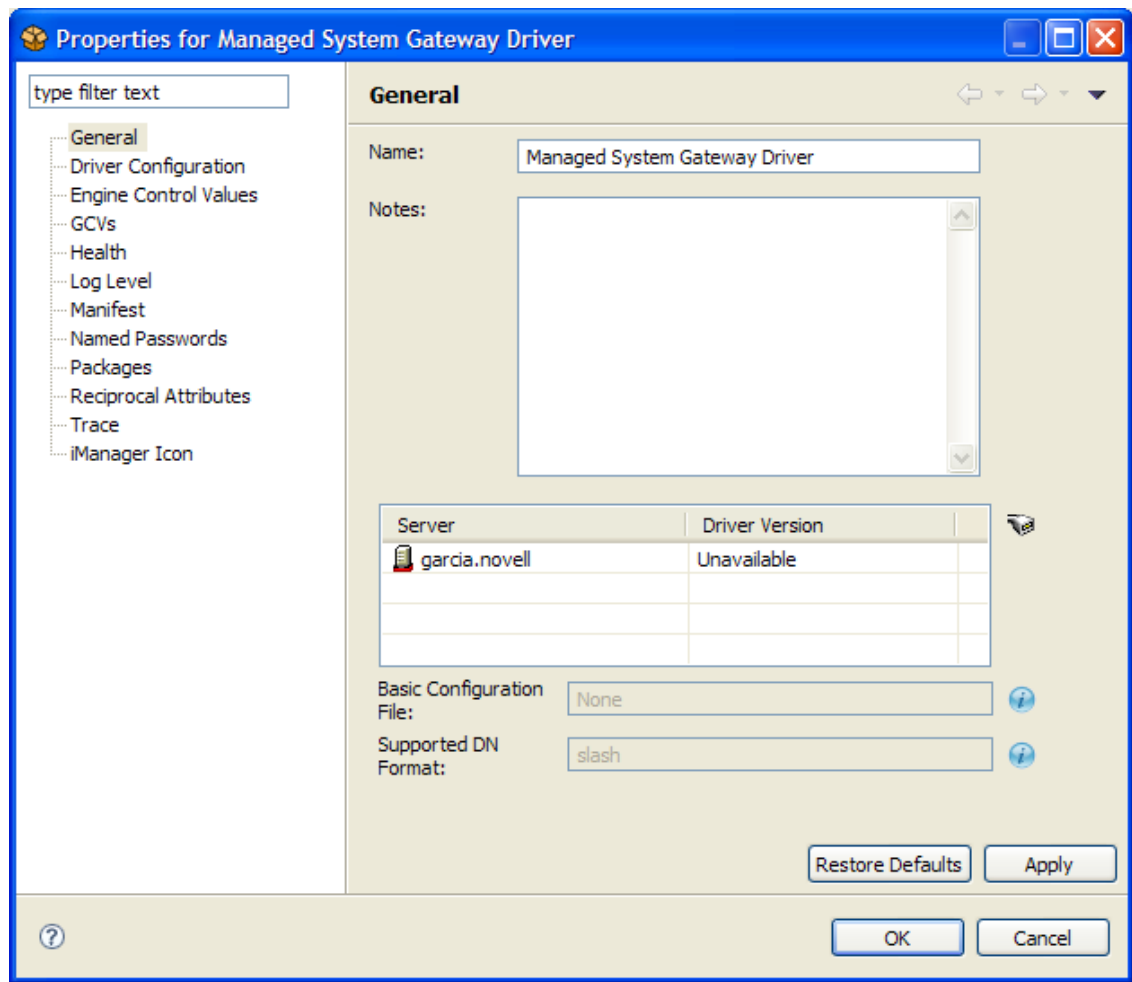 Properties for Managed System Gateway Driver
type filter text
General
Driver Configuration
Engine Control Values
GCVs
Health
Log Level
Manifest
Named Passwords
Packages
Reciprocal Attributes
Trace
iManager Icon
General
Name:
Managed System Gateway Driver
Notes:
Server Driver Version
garcia.novell Unavailable
Basic Configuration
File:
None
Supported DN
Format:
slash
Restore Defaults Apply
OK Cancel